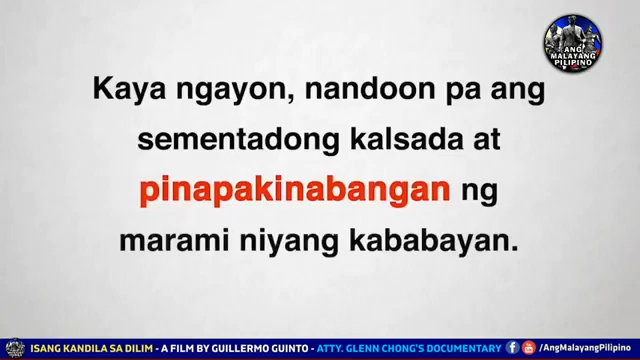 ANG
MALAYANG
PILIPINO
Kaya ngayon, nandoon pa ang
sementadong kalsada at
pinapakinabangan ng
marami niyang kababayan.
ISANG KANDILA SA DILIM - A FILM BY GUILLERMO GUINTO - ATTY. GLENN CHONG'S DOCUMENTARY /AngMalayangPilipino